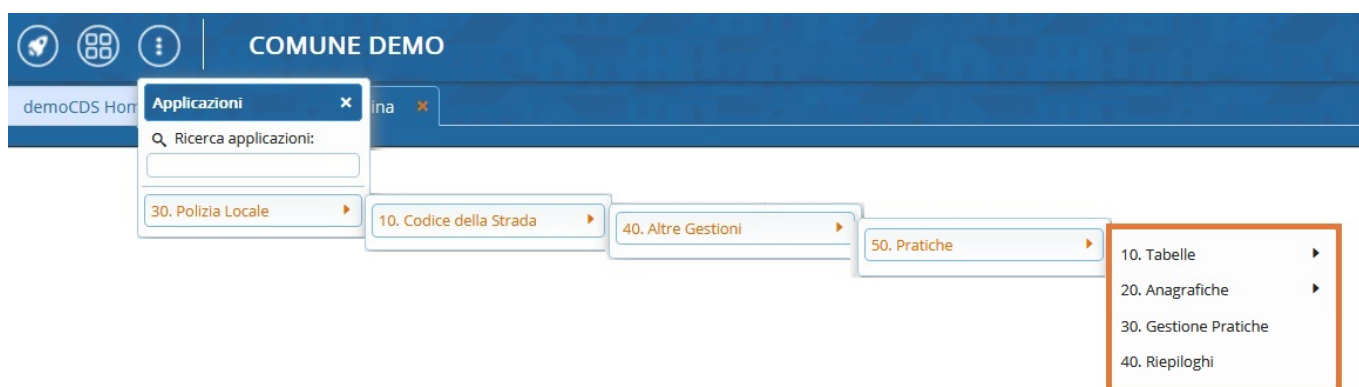 COMUNE DEMO
demoCDS Hom
Applicazioni
ina
Ricerca applicazioni:
30. Polizia Locale
10. Codice della Strada
40. Altre Gestioni
50. Pratiche
10. Tabelle
20. Anagrafiche
30. Gestione Pratiche
40. Riepiloghi